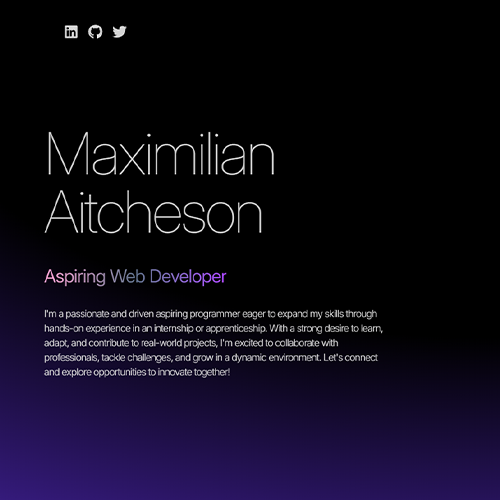 Maximilian
Aitcheson
Aspiring Web Developer
I'm a passionate and driven aspiring programmer eager to expand my skills through
hands-on experience in an internship or apprenticeship. With a strong desire to learn,
adapt, and contribute to real-world projects, I'm excited to collaborate with
professionals, tackle challenges, and grow in a dynamic environment. Let's connect
and explore opportunities to innovate together!